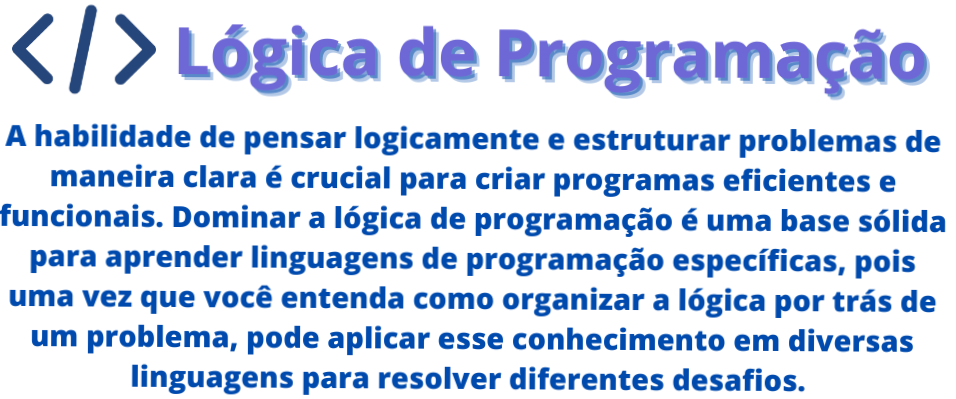 </> Lógica de Programação
A habilidade de pensar logicamente e estruturar problemas de
maneira clara é crucial para criar programas eficientes e
funcionais. Dominar a lógica de programação é uma base sólida
para aprender linguagens de programação específicas, pois
uma vez que você entenda como organizar a lógica por trás de
um problema, pode aplicar esse conhecimento em diversas
linguagens para resolver diferentes desafios.